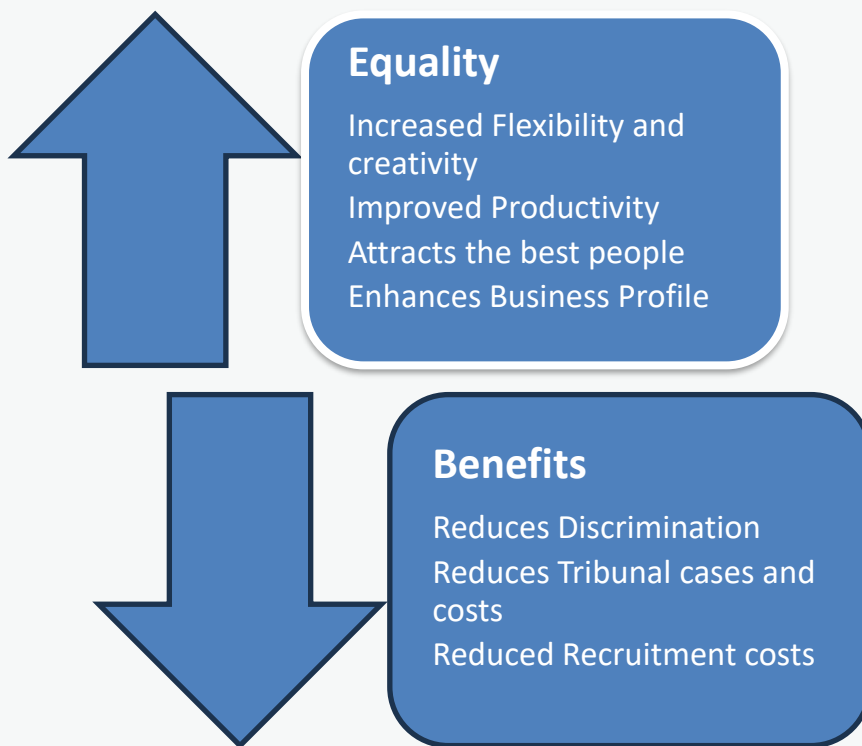 Equality
Increased Flexibility and
creativity
Improved Productivity
Attracts the best people
Enhances Business Profile
Benefits
Reduces Discrimination
Reduces Tribunal cases and
costs
Reduced Recruitment costs